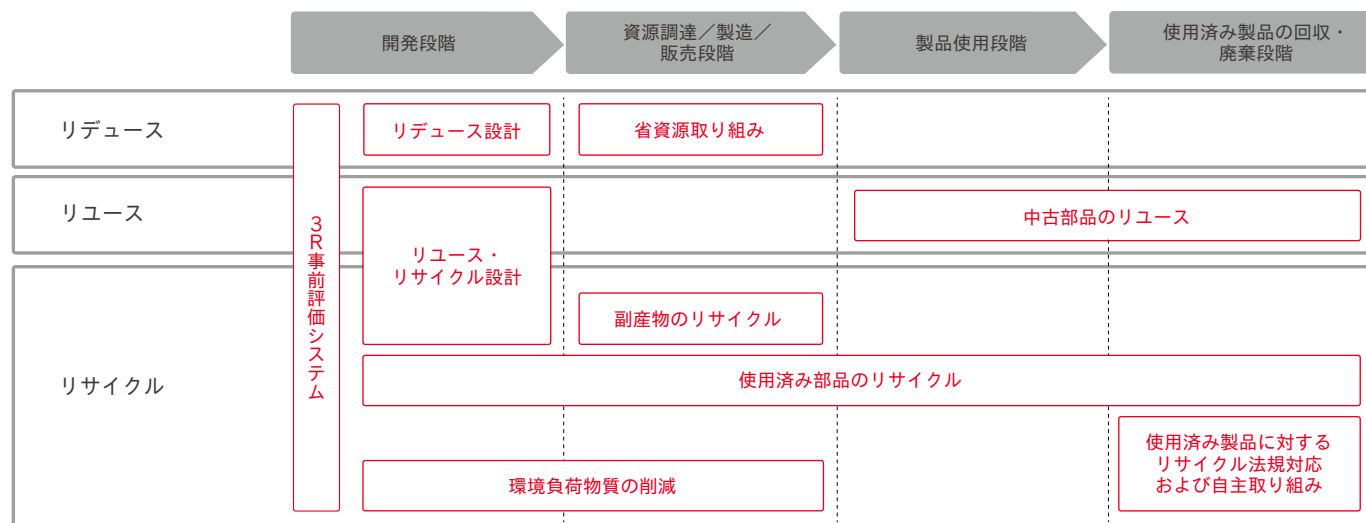 開発段階
資源調達／製造／
販売段階
製品使用段階
使用済み製品の回収・
廃棄段階
リデュース
3R事前評価システム
リデュース設計
省資源取り組み
リユース
リユース・
リサイクル設計
中古部品のリユース
リサイクル
副産物のリサイクル
使用済み部品のリサイクル
環境負荷物質の削減
使用済み製品に対する
リサイクル法規対応
および自主取り組み